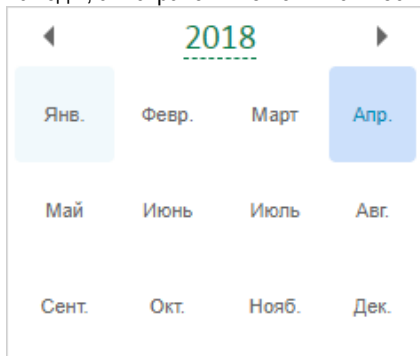 2018
Янв. Февр. Март Апр.
Май Июнь Июль Авг.
Сент. Окт. Нояб. Дек.